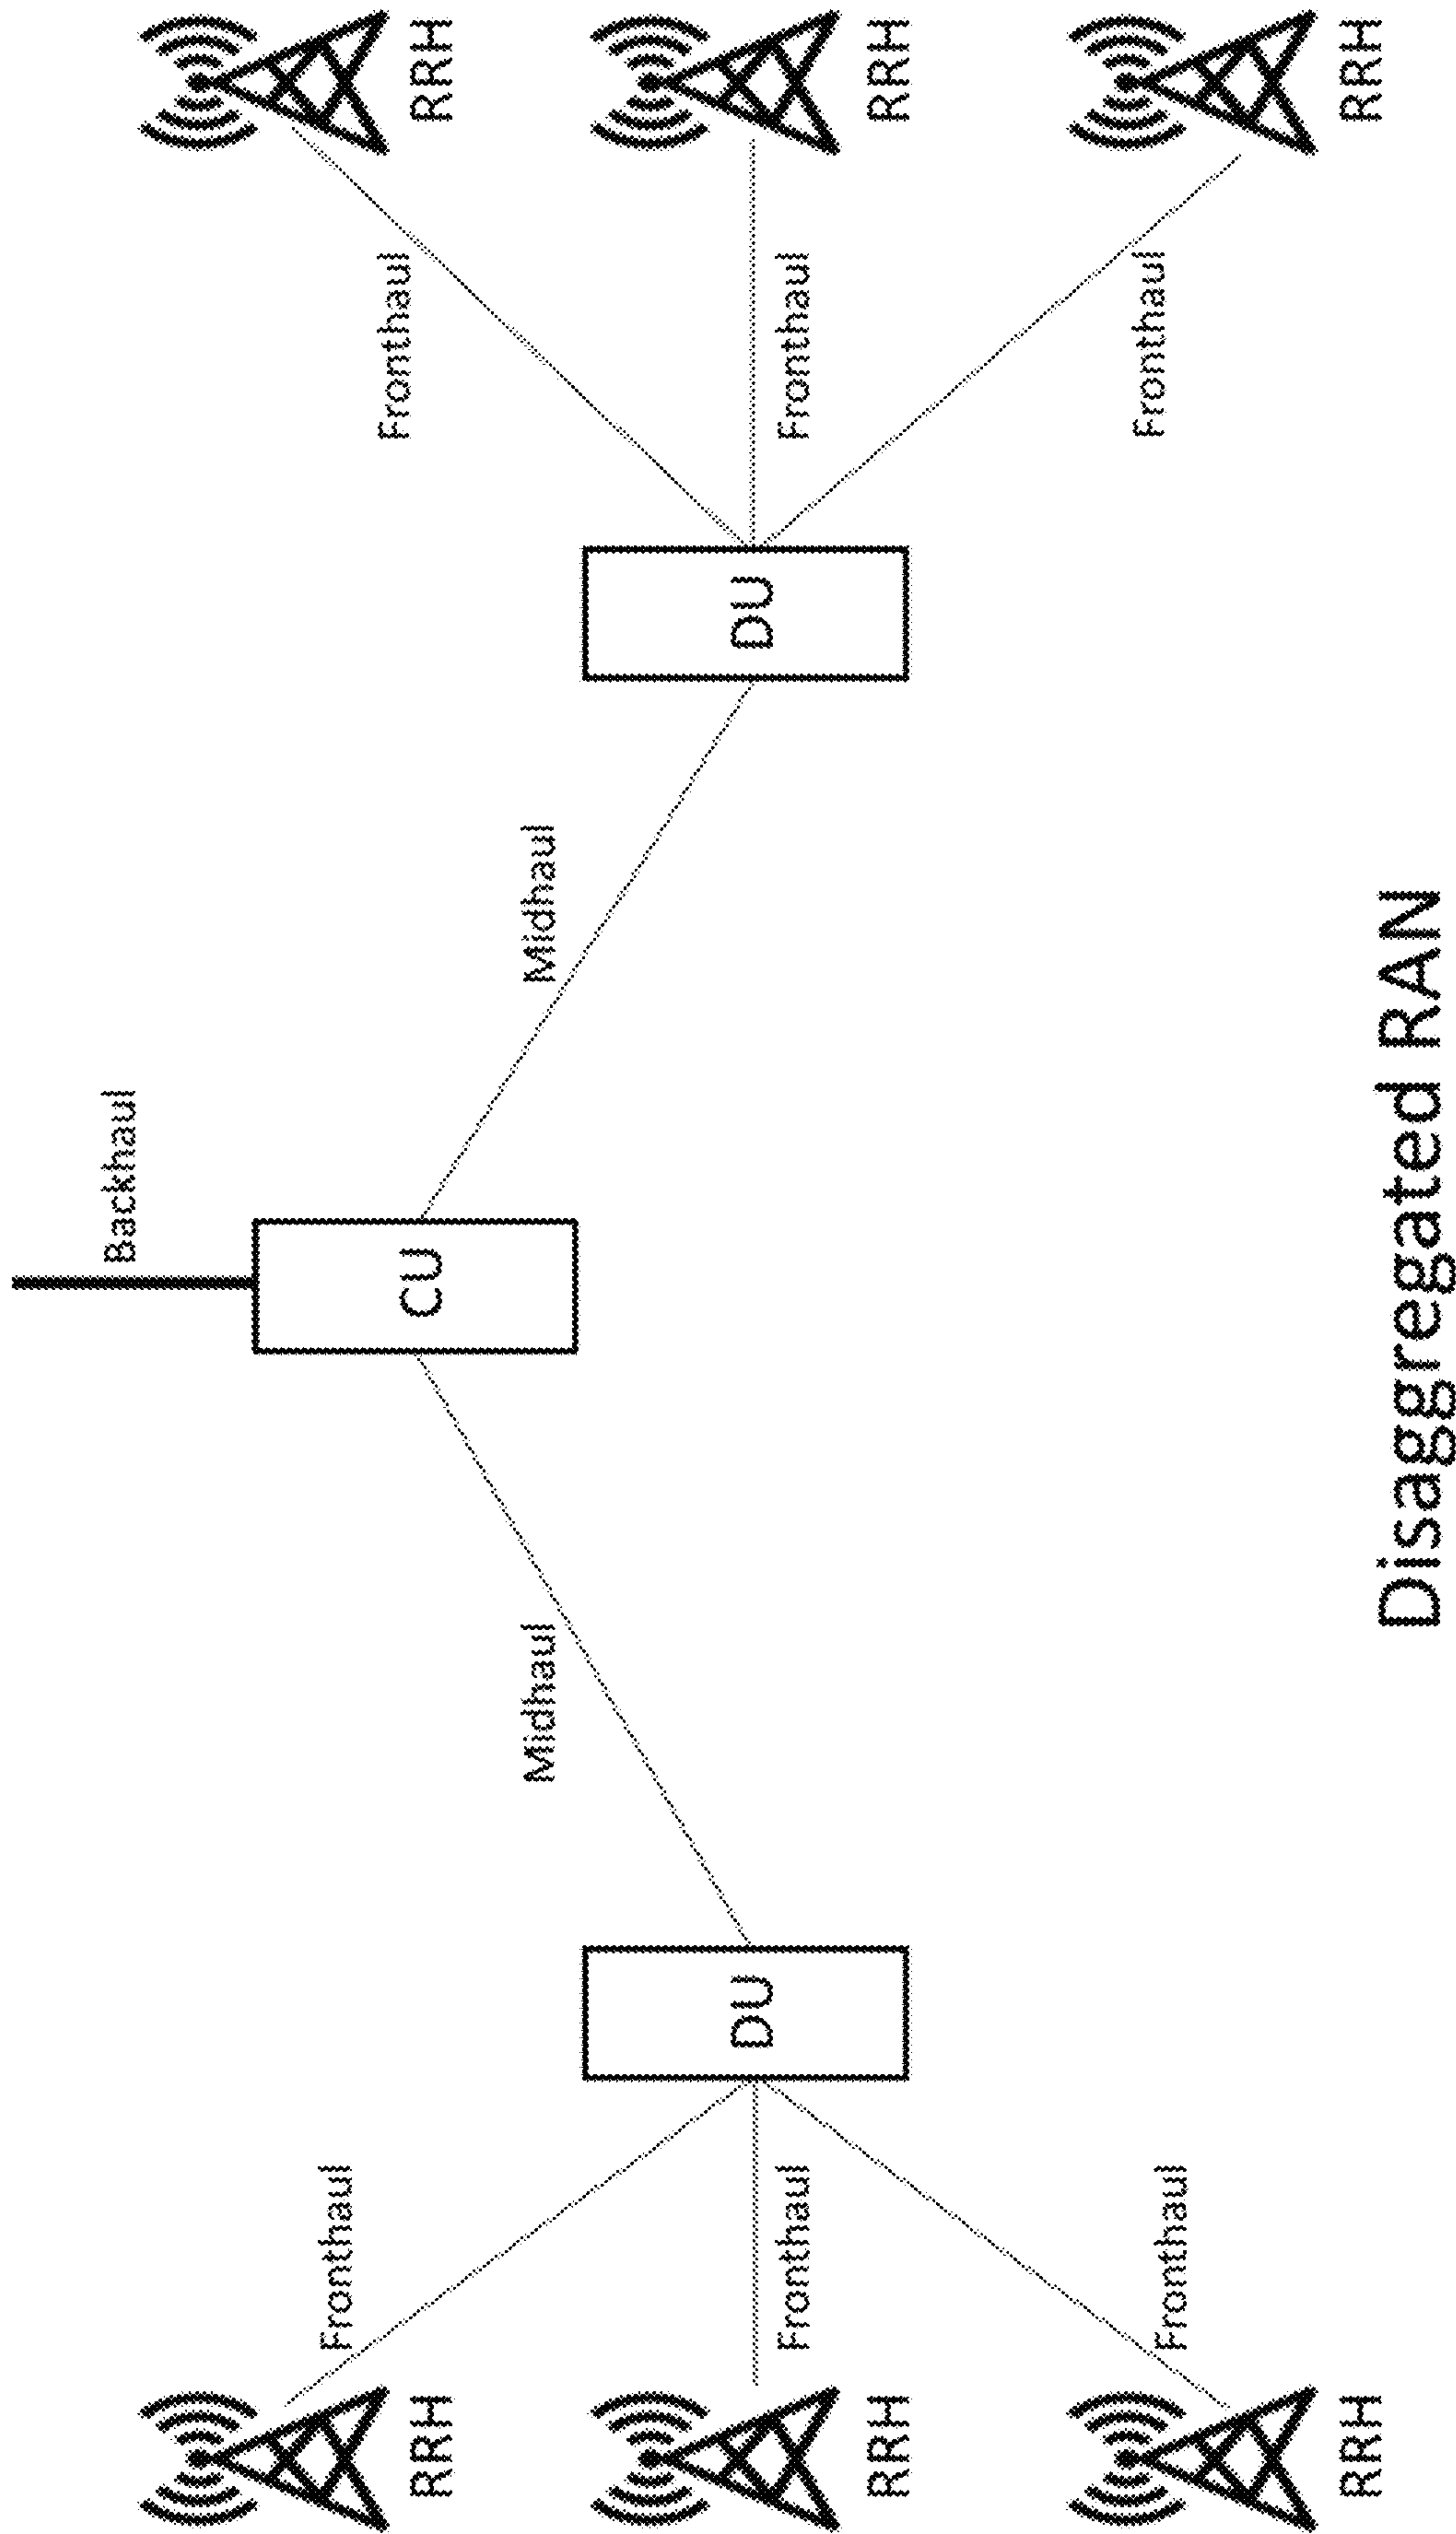 Backhaul
Fronthaul
Fronthaul
RRH
CU
RRH
Midhaul
Midhaul
DU
DU
Fronthaul
Fronthaul
RRH
RRH
Fronthaul
Fronthaul
RRH
RRH
Disaggregated RAN